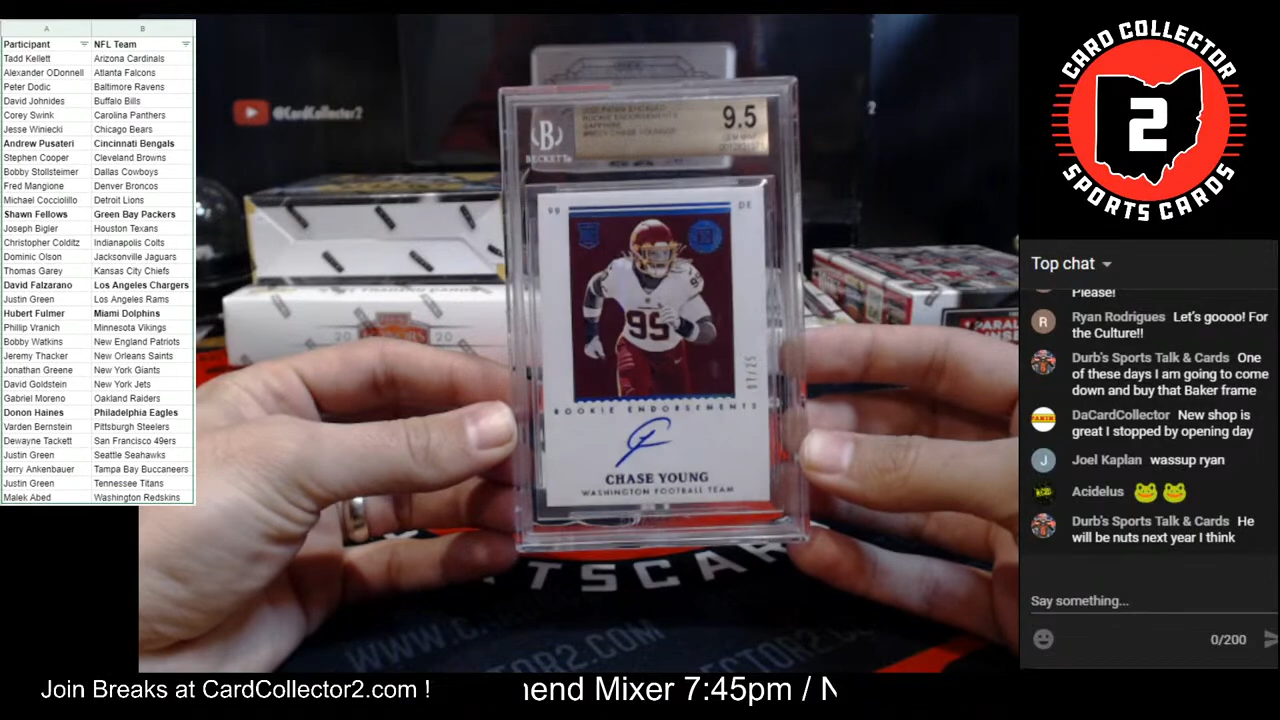 A B
Participant NFL Team
Tadd Kellett Arizona Cardinals
Alexander ODonnell Atlanta Falcons
Peter Dodic Baltimore Ravens
David Johnides Buffalo Bills
Corey Swink Carolina Panthers
Jesse Winiecki Chicago Bears
Andrew Pusateri Cincinnati Bengals
Stephen Cooper Cleveland Browns
Bobby Stollsteimer Dallas Cowboys
Fred Mangione Denver Broncos
Michael Cocciolillo Detroit Lions
Shawn Fellows Green Bay Packers
Joseph Bigler Houston Texans
Christopher Colditz Indianapolis Colts
Dominic Olson Jacksonville Jaguars
Thomas Garey Kansas City Chiefs
David Falzarano Los Angeles Chargers
Justin Green Los Angeles Rams
Hubert Fulmer Miami Dolphins
Phillip Vranich Minnesota Vikings
Bobby Watkins New England Patriots
Jeremy Thacker New Orleans Saints
Jonathan Greene New York Giants
David Goldstein New York Jets
Gabriel Moreno Oakland Raiders
Donon Haines Philadelphia Eagles
Varden Bernstein Pittsburgh Steelers
Dewayne Tackett San Francisco 49ers
Justin Green Seattle Seahawks
Jerry Ankenbauer Tampa Bay Buccaneers
Justin Green Tennessee Titans
Malek Abed Washington Redskins
@CardCollector2
BECKETT
ROOKIE ENDORSEMENTS
SAPPHIRE
9.5
GEM MINT
99 DE
99
07/25
ROOKIE ENDORSEMENTS
CHASE YOUNG
WASHINGTON FOOTBALL TEAM
2020
TSCAR
CARD COLLECTOR
2
SPORTS CARDS
Top chat
Please!
Ryan Rodrigues Let's goooo! For
the Culture!!
Durb's Sports Talk & Cards One
of these days I am going to come
down and buy that Baker frame
DaCardCollector New shop is
great I stopped by opening day
Joel Kaplan wassup ryan
Acidelus
Durb's Sports Talk & Cards He
will be nuts next year I think
Say something...
0/200
Join Breaks at CardCollector2.com !
end Mixer 7:45pm / N